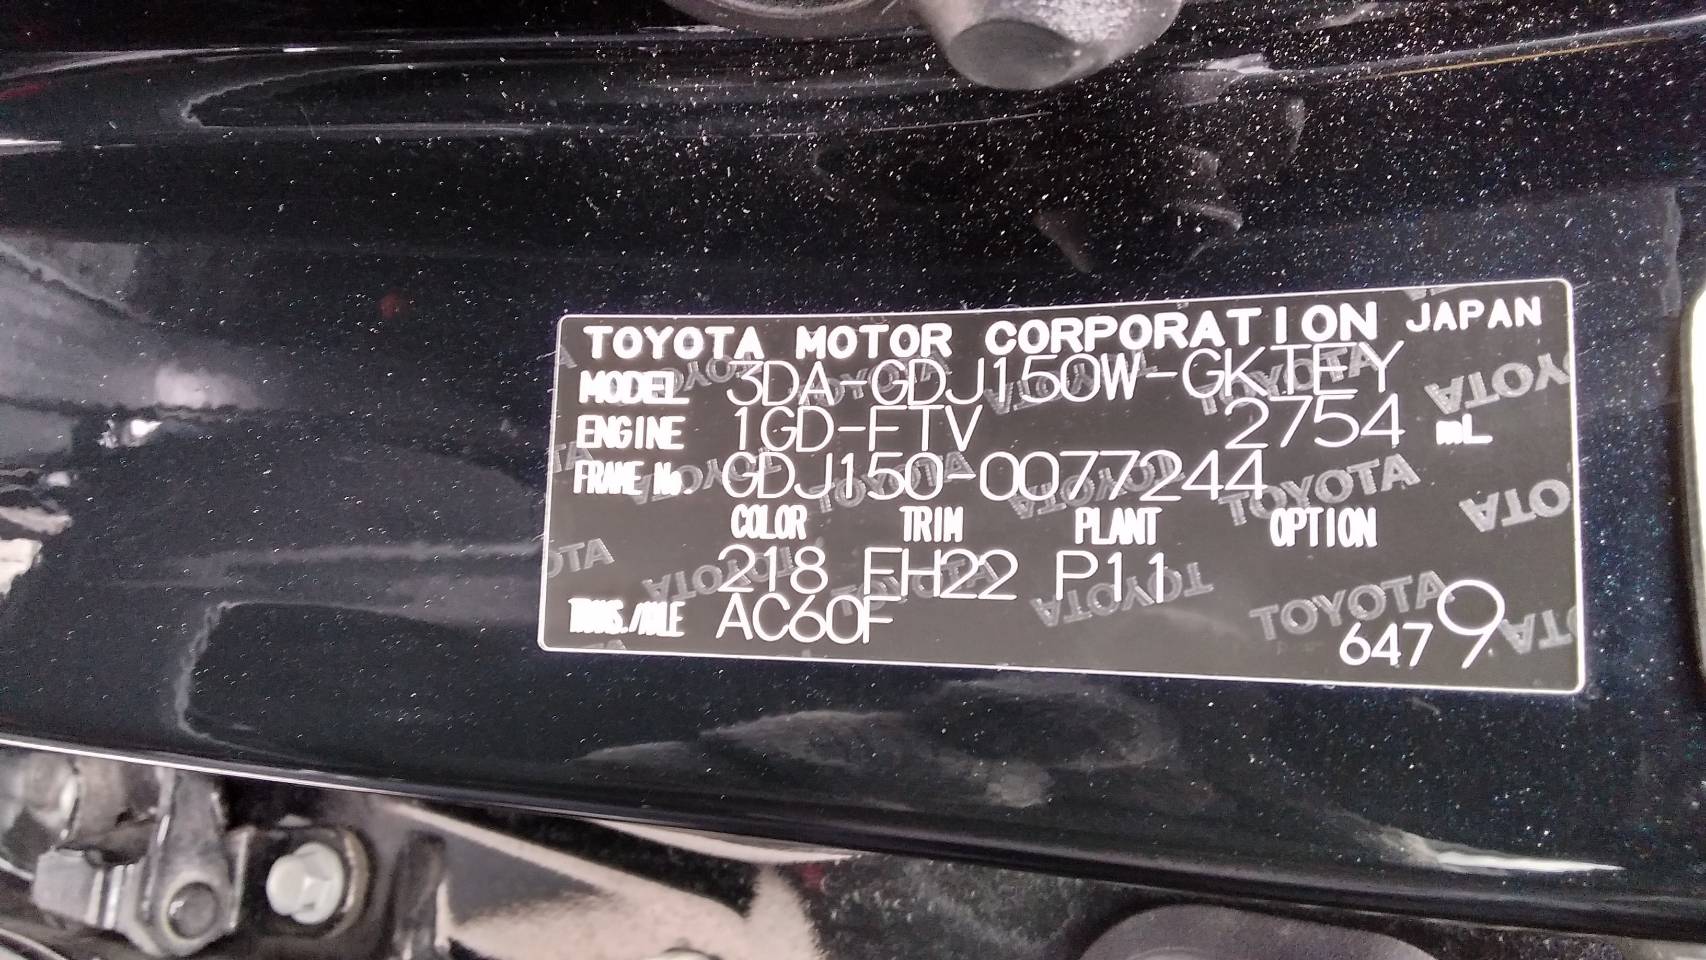 TOYOTA MOTOR CORPORATION JAPAN
MODEL 3DA-GDJ150W-GKTEY
ENGINE 1GD-FTV 2754 mL
FRAME No. GDJ150-0077244
COLOR TRIM PLANT OPTION
218 FH22 P11
TRANS./AXLE AC60F
6479